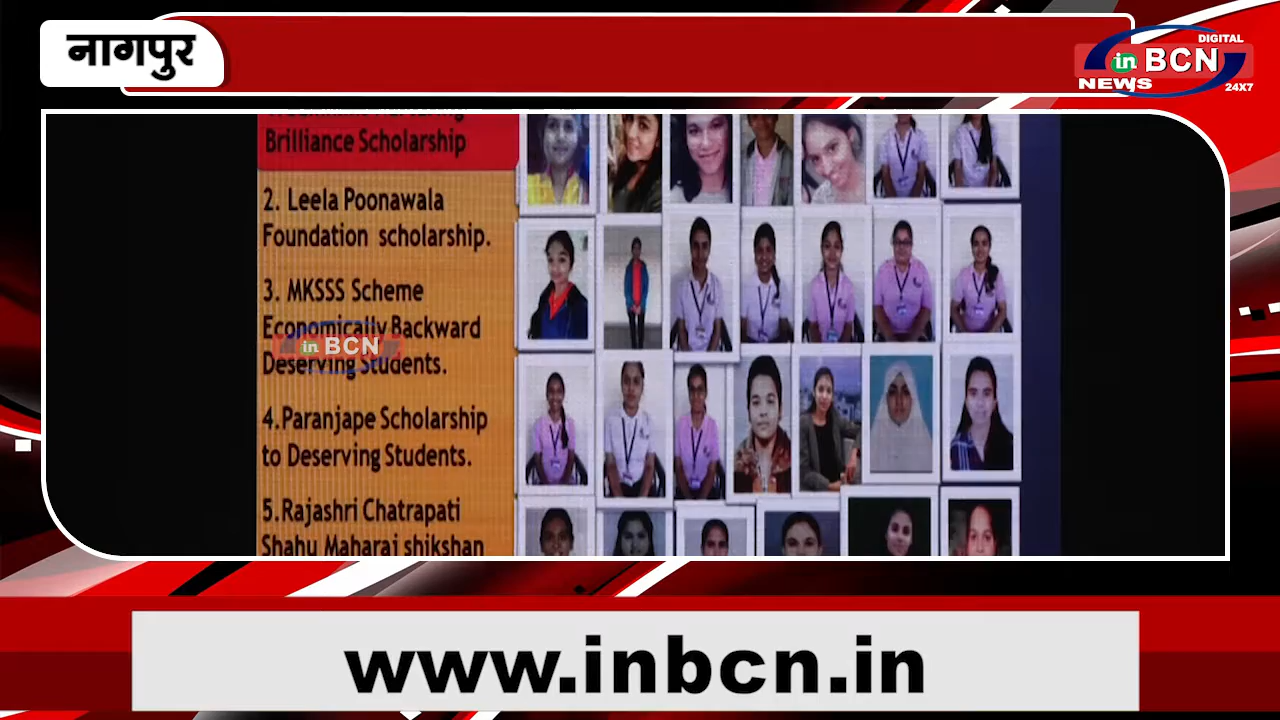 नागपुर
DIGITAL
in BCN
NEWS
24X7
Brilliance Scholarship
2. Leela Poonawala
Foundation scholarship.
3. MKSSS Scheme
Economically Backward
in BCN
Deserving Students.
4.Paranjape Scholarship
to Deserving Students.
5.Rajashri Chatrapati
Shahu Maharaj shikshan
www.inbcn.in